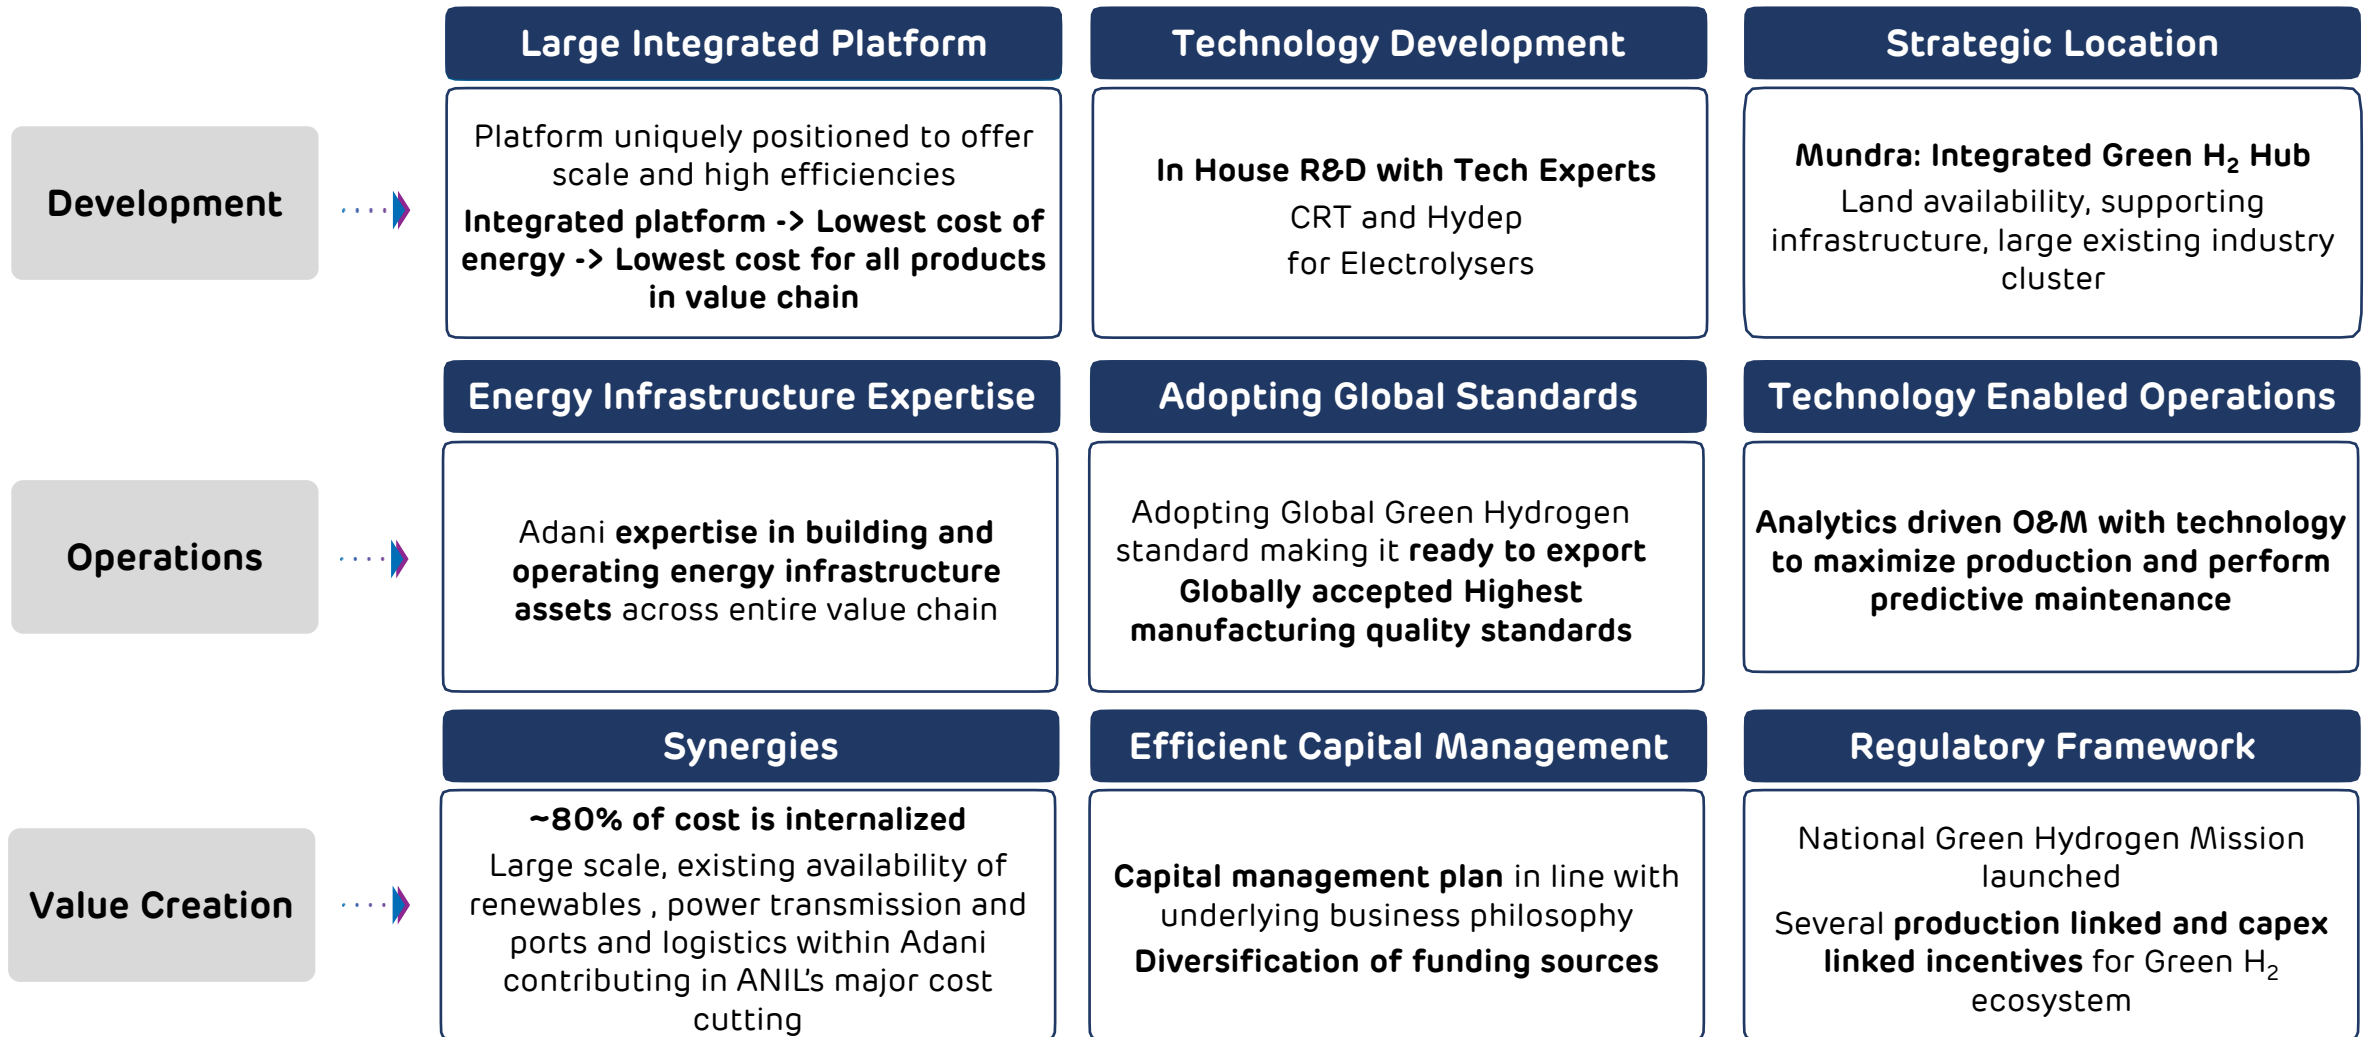 Large Integrated Platform
Technology Development
Strategic Location
Development
Platform uniquely positioned to offer
scale and high efficiencies
Integrated platform -> Lowest cost of
energy -> Lowest cost for all products
in value chain
In House R&D with Tech Experts
CRT and Hydep
for Electrolysers
Mundra: Integrated Green H₂ Hub
Land availability, supporting
infrastructure, large existing industry
cluster
Energy Infrastructure Expertise
Adopting Global Standards
Technology Enabled Operations
Operations
Adani expertise in building and
operating energy infrastructure
assets across entire value chain
Adopting Global Green Hydrogen
standard making it ready to export
Globally accepted Highest
manufacturing quality standards
Analytics driven O&M with technology
to maximize production and perform
predictive maintenance
Synergies
Efficient Capital Management
Regulatory Framework
Value Creation
~80% of cost is internalized
Large scale, existing availability of
renewables , power transmission and
ports and logistics within Adani
contributing in ANIL's major cost
cutting
Capital management plan in line with
underlying business philosophy
Diversification of funding sources
National Green Hydrogen Mission
launched
Several production linked and capex
linked incentives for Green H₂
ecosystem